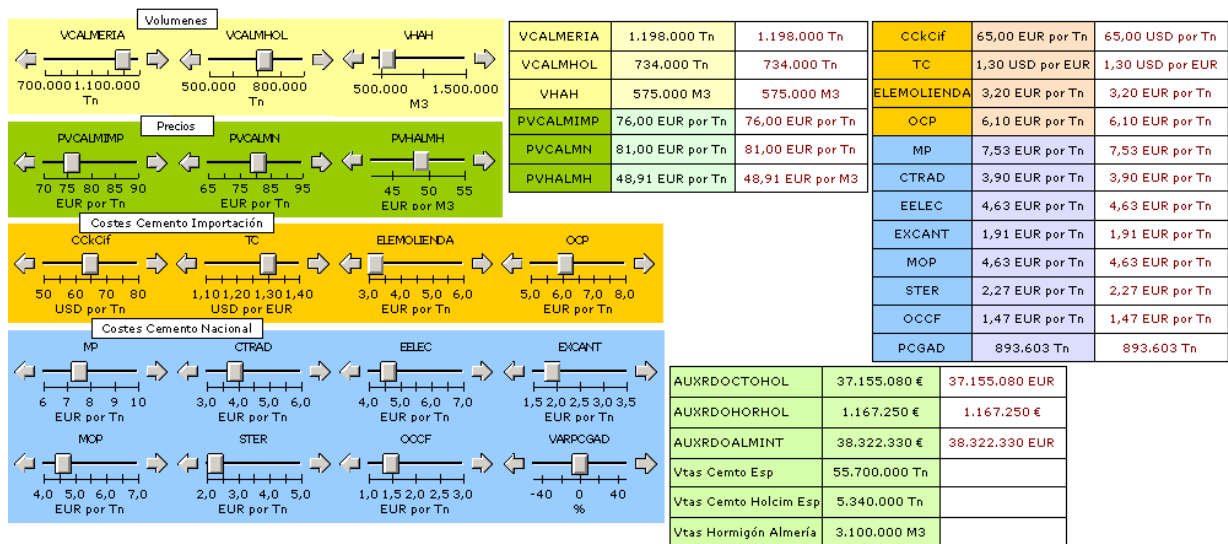 Volumenes
VCALMERIA VCALMHOL VHAH
700.000 1.100.000 500.000 800.000 500.000 1.500.000
Tn Tn M3
Precios
PVCALMIMP PVCALMN PVHALMH
70 75 80 85 90 65 75 85 95 45 50 55
EUR por Tn EUR por Tn EUR por M3
Costes Cemento Importación
CCkCif TC ELEMOLIENDA OCP
50 60 70 80 1,10 1,20 1,30 1,40 3,0 4,0 5,0 6,0 5,0 6,0 7,0 8,0
USD por Tn USD por EUR EUR por Tn EUR por Tn
Costes Cemento Nacional
MP CTRAD EELEC EXCANT
6 7 8 9 10 3,0 4,0 5,0 6,0 4,0 5,0 6,0 7,0 1,5 2,0 2,5 3,0 3,5
EUR por Tn EUR por Tn EUR por Tn EUR por Tn
MOP STER OCCF VARPCGAD
4,0 5,0 6,0 7,0 2,0 3,0 4,0 5,0 1,0 1,5 2,0 2,5 3,0 -40 0 40
EUR por Tn EUR por Tn EUR por Tn %
VCALMERIA 1.198.000 Tn 1.198.000 Tn
VCALMHOL 734.000 Tn 734.000 Tn
VHAH 575.000 M3 575.000 M3
PVCALMIMP 76,00 EUR por Tn 76,00 EUR por Tn
PVCALMN 81,00 EUR por Tn 81,00 EUR por Tn
PVHALMH 48,91 EUR por Tn 48,91 EUR por M3
CCkCif 65,00 EUR por Tn 65,00 USD por Tn
TC 1,30 USD por EUR 1,30 USD por EUR
ELEMOLIENDA 3,20 EUR por Tn 3,20 EUR por Tn
OCP 6,10 EUR por Tn 6,10 EUR por Tn
MP 7,53 EUR por Tn 7,53 EUR por Tn
CTRAD 3,90 EUR por Tn 3,90 EUR por Tn
EELEC 4,63 EUR por Tn 4,63 EUR por Tn
EXCANT 1,91 EUR por Tn 1,91 EUR por Tn
MOP 4,63 EUR por Tn 4,63 EUR por Tn
STER 2,27 EUR por Tn 2,27 EUR por Tn
OCCF 1,47 EUR por Tn 1,47 EUR por Tn
PCGAD 893.603 Tn 893.603 Tn
AUXRDOCTOHOL 37.155.080 € 37.155.080 EUR
AUXRDOHORHOL 1.167.250 € 1.167.250 €
AUXRDOALMINT 38.322.330 € 38.322.330 EUR
Vtas Cemto Esp 55.700.000 Tn
Vtas Cemto Holcim Esp 5.340.000 Tn
Vtas Hormigón Almería 3.100.000 M3